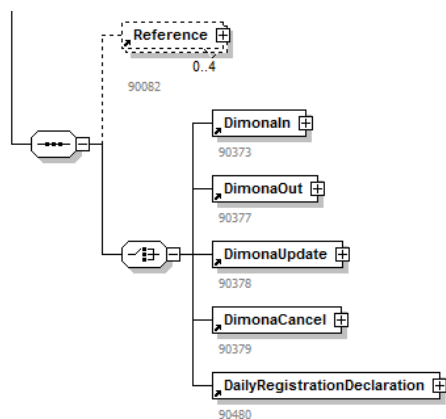 Reference
0..4
90082
DimonaIn
90373
DimonaOut
90377
DimonaUpdate
90378
DimonaCancel
90379
DailyRegistrationDeclaration
90480